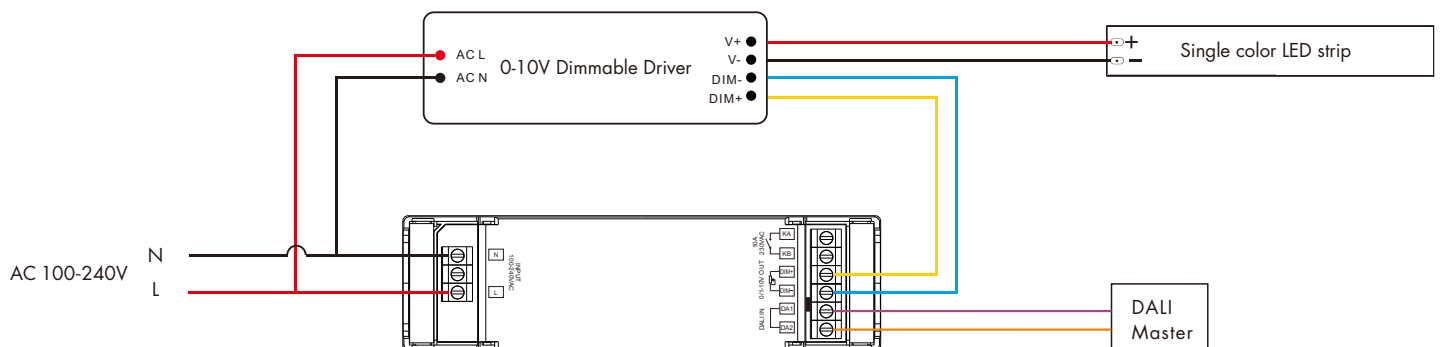 V+
AC L
V-
Single color LED strip
0-10V Dimmable Driver
AC N
DIM-
DIM+
+
-
N
AC 100-240V
L
N
INPUT
100-240VAC
L
10A
230VAC
KA
KB
0/1-10V OUT
DIM+
DIM-
DALI IN
DA1
DA2
DALI
Master